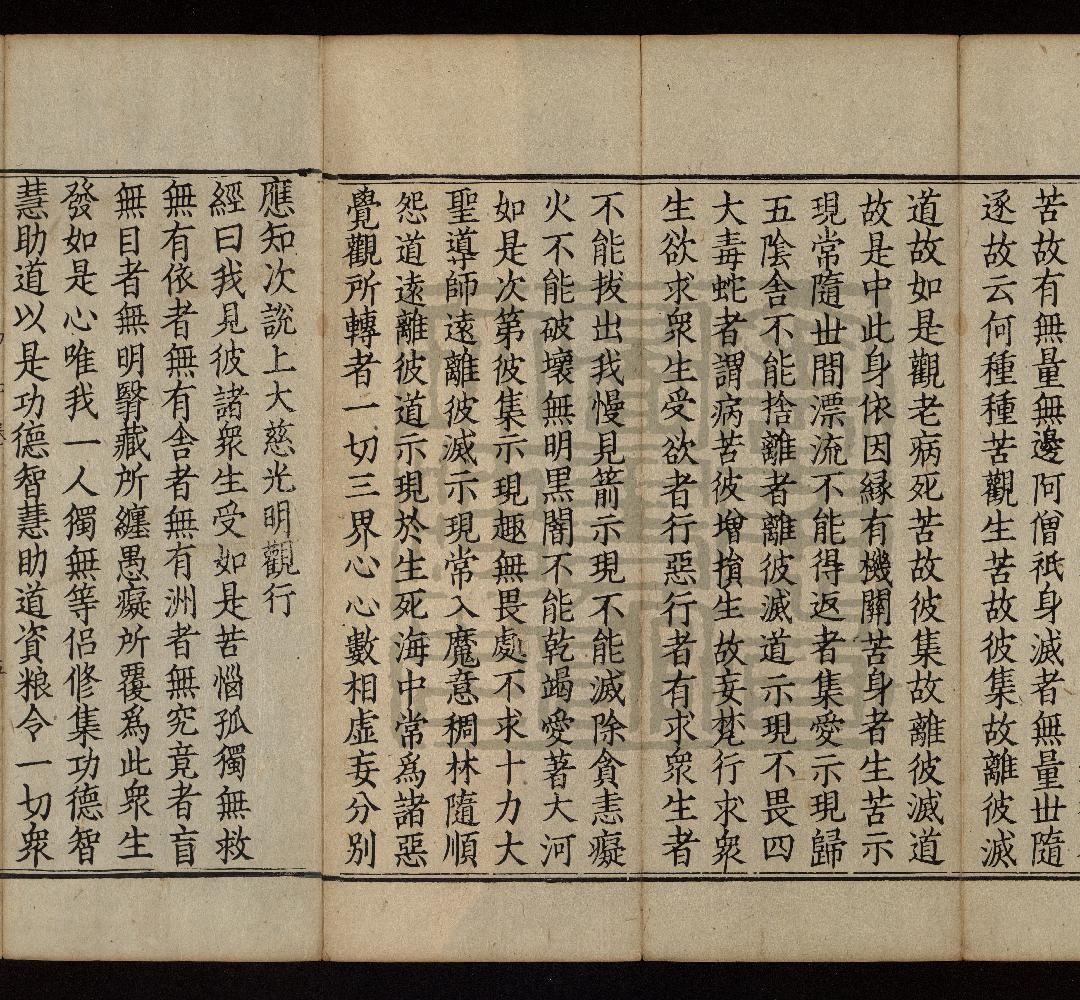 苦故有無量無邊阿僧祇身滅者無量世隨
逐故云何種種苦觀生苦故彼集故離彼滅
道故如是觀老病死苦故彼集故離彼滅道
故是中此身依因緣有機關苦身者生苦示
現常隨世間漂流不能得返者集愛示現歸
五陰舍不能捨離者離彼滅道示現不畏四
大毒蛇者謂病苦彼增損生故妄梵行求衆
生欲求衆生受欲者行惡行者有求衆生者
不能拔出我慢見箭示現不能滅除貪恚癡
火不能破壞無明黑闇不能乾竭愛著大河
如是次第彼集示現趣無畏處不求十力大
聖導師遠離彼滅示現常入魔意稠林隨順
怨道遠離彼道示現於生死海中常爲諸惡
覺觀所轉者一切三界心心數相虛妄分別
應知次說上大慈光明觀行
經曰我見彼諸衆生受如是苦惱孤獨無救
無有依者無有舍者無有洲者無究竟者盲
無目者無明翳藏所纏愚癡所覆爲此衆生
發如是心唯我一人獨無等侶修集功德智
慧助道以是功德智慧助道資粮令一切衆